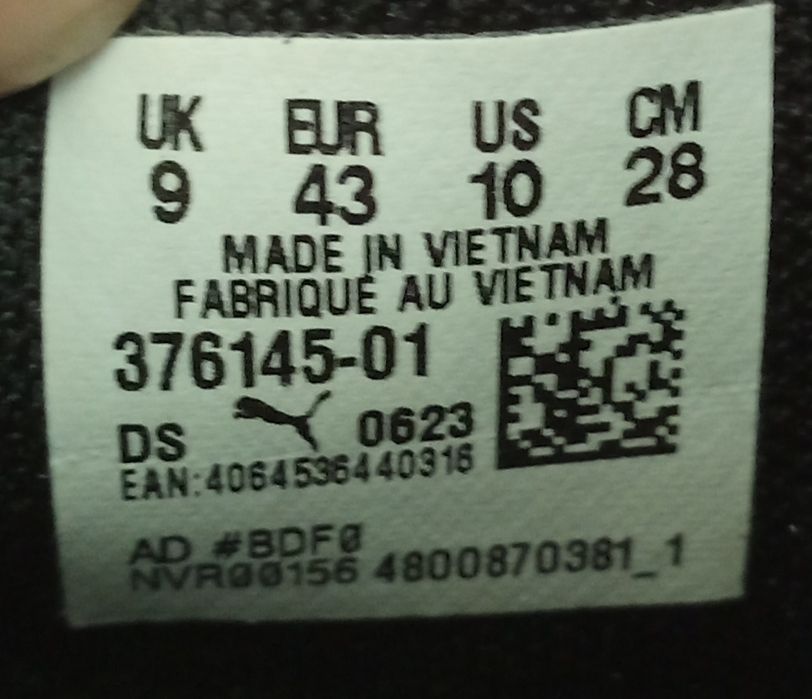 UK EUR US CM
9 43 10 28
MADE IN VIETNAM
FABRIQUÉ AU VIETNAM
376145-01
DS 0623
EAN:4064536440316
AD #BDF0
NVR00156 4800870381_1